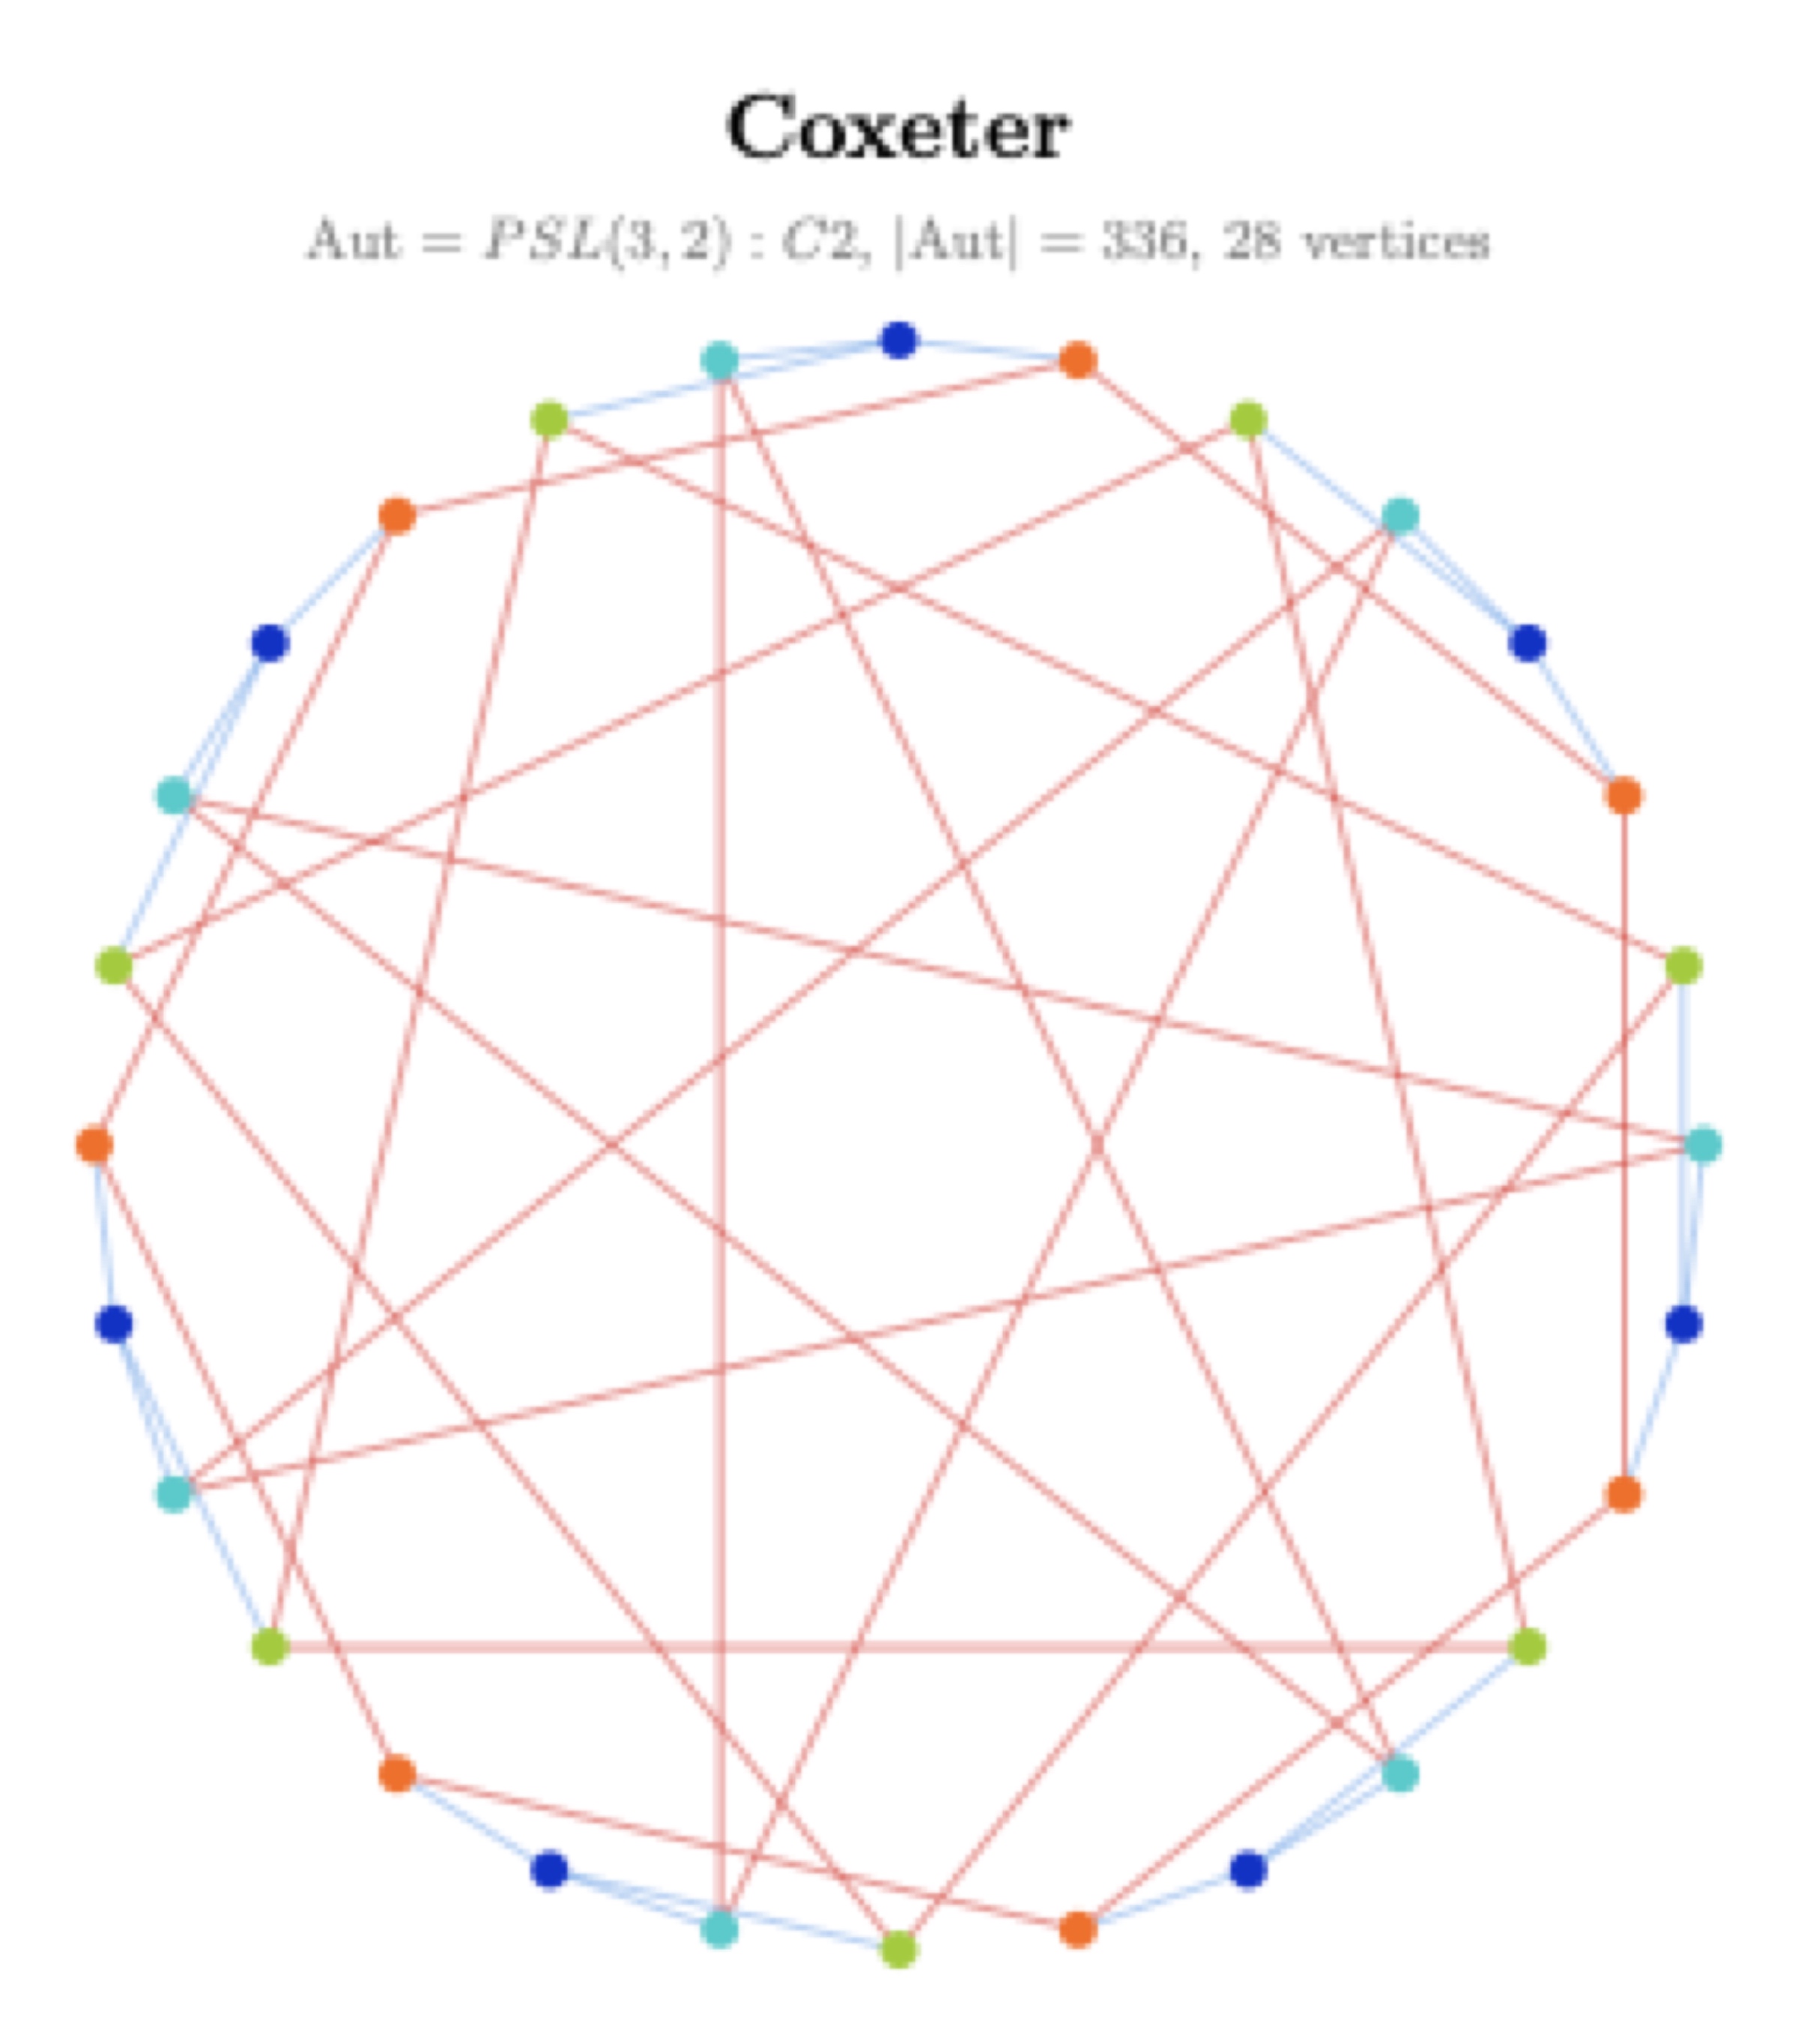 Coxeter
Aut = PSL(3, 2) : C2, |Aut| = 336, 28 vertices